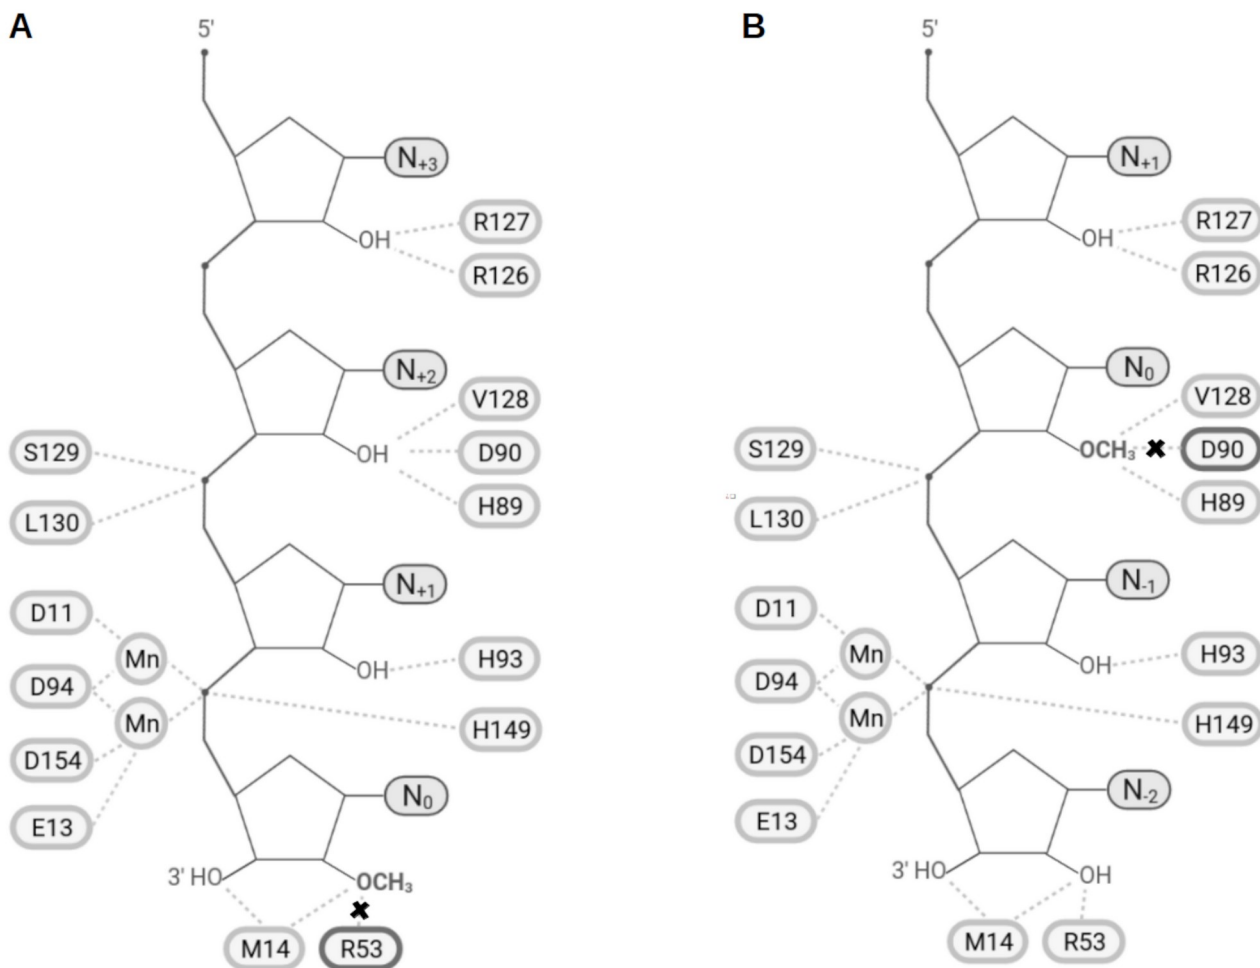 A
5'
N+3
R127
OH
R126
N+2
V128
S129
OH
D90
L130
H89
N+1
D11
Mn
OH
H93
D94
Mn
H149
D154
N0
E13
3' HO
OCH3
M14
R53
B
5'
N+1
R127
OH
R126
N0
V128
S129
OCH3
D90
L130
H89
N-1
D11
Mn
OH
H93
D94
Mn
H149
D154
N-2
E13
3' HO
OH
M14
R53